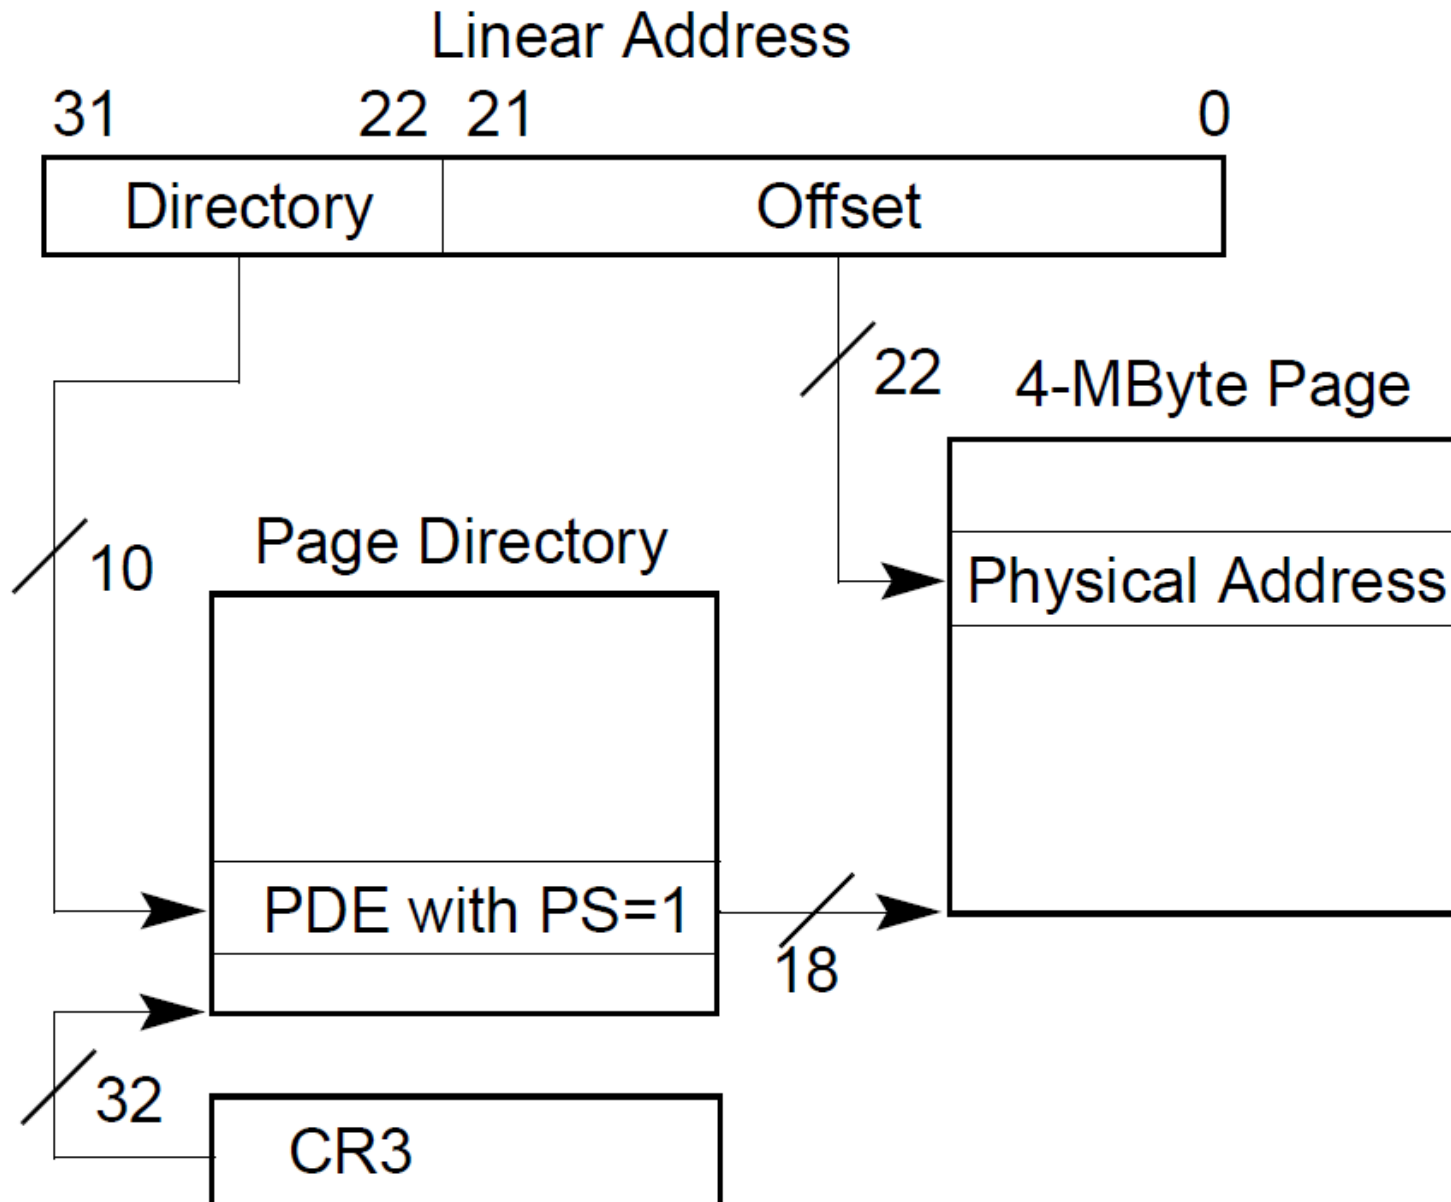 Linear Address
31 22 21 0
Directory Offset
22
4-MByte Page
10
Page Directory
Physical Address
PDE with PS=1
18
32
CR3